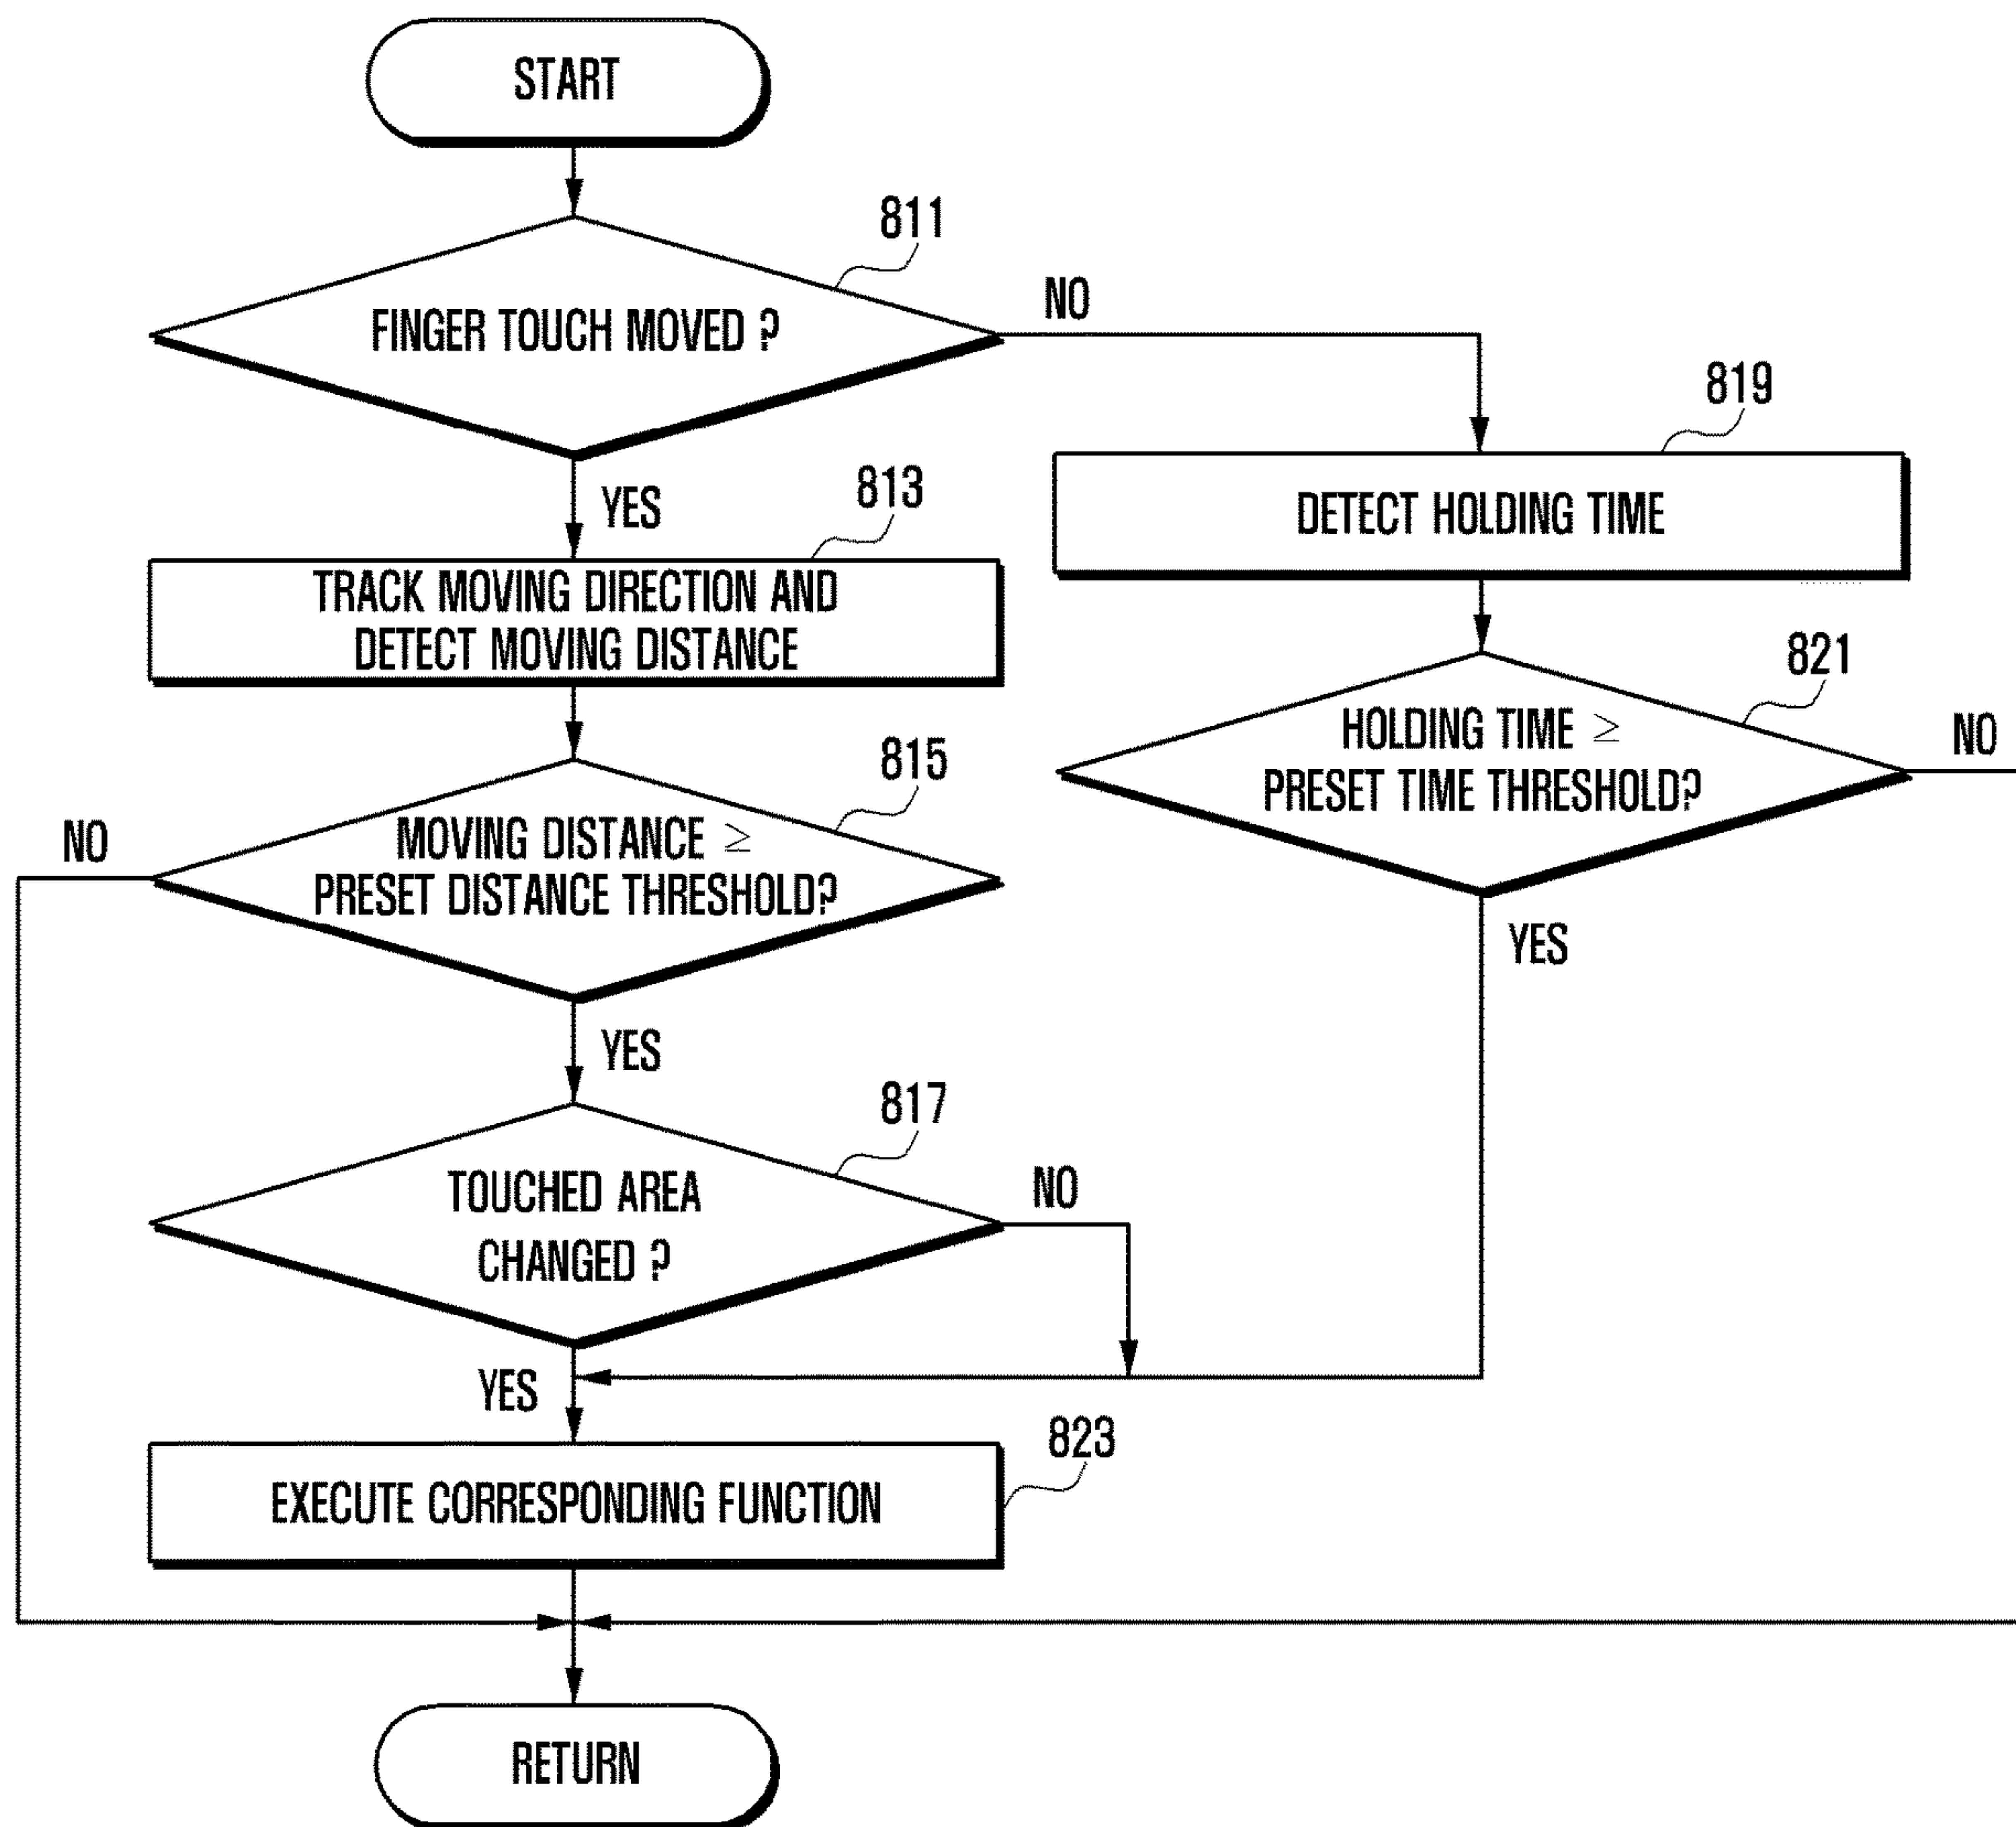 START
811
FINGER TOUCH MOVED ?
NO
YES
813
TRACK MOVING DIRECTION AND
DETECT MOVING DISTANCE
819
DETECT HOLDING TIME
815
MOVING DISTANCE ≥
PRESET DISTANCE THRESHOLD?
NO
YES
821
HOLDING TIME ≥
PRESET TIME THRESHOLD?
NO
YES
817
TOUCHED AREA
CHANGED ?
NO
YES
823
EXECUTE CORRESPONDING FUNCTION
RETURN